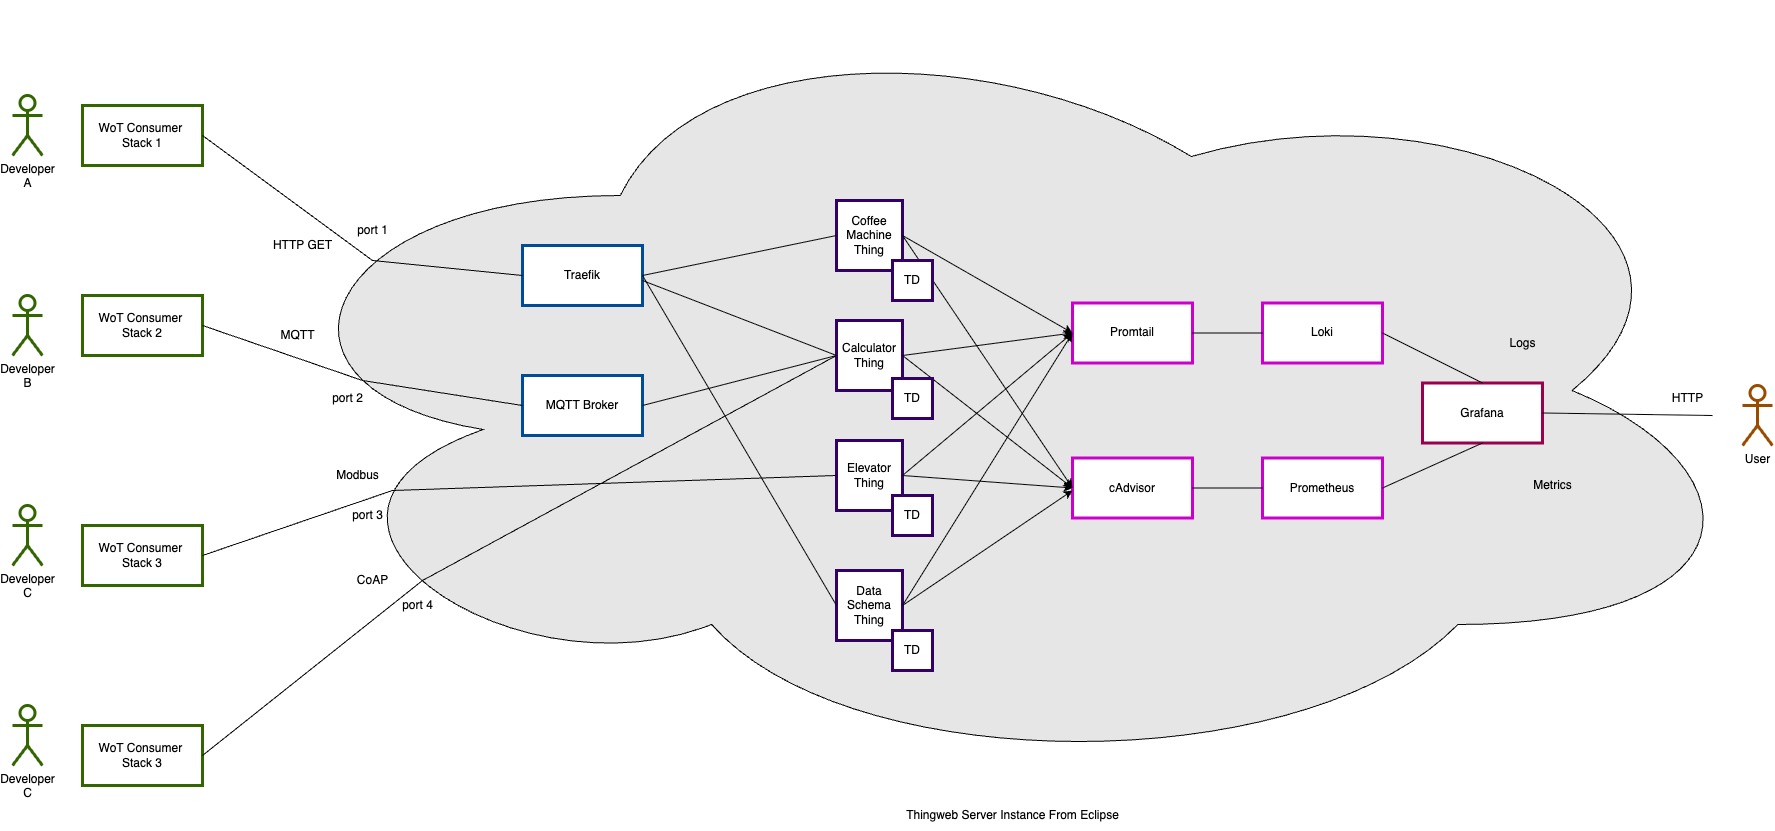 Developer
A
WoT Consumer
Stack 1
HTTP GET
port 1
Developer
B
WoT Consumer
Stack 2
MQTT
port 2
Developer
C
WoT Consumer
Stack 3
Modbus
port 3
Developer
C
WoT Consumer
Stack 3
CoAP
port 4
Traefik
MQTT Broker
Coffee
Machine
Thing
TD
Calculator
Thing
TD
Elevator
Thing
TD
Data
Schema
Thing
TD
Promtail
Loki
cAdvisor
Prometheus
Logs
Grafana
Metrics
HTTP
User
Thingweb Server Instance From Eclipse